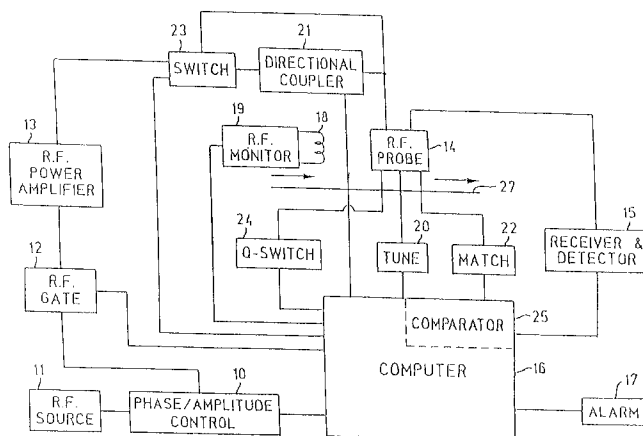 23
SWITCH
21
DIRECTIONAL
COUPLER
19
R.F.
MONITOR
18
13
R.F.
POWER
AMPLIFIER
R.F.
PROBE
14
27
24
Q-SWITCH
20
TUNE
22
MATCH
15
RECEIVER &
DETECTOR
12
R.F.
GATE
COMPARATOR
25
COMPUTER
16
11
R.F.
SOURCE
10
PHASE/AMPLITUDE
CONTROL
17
ALARM